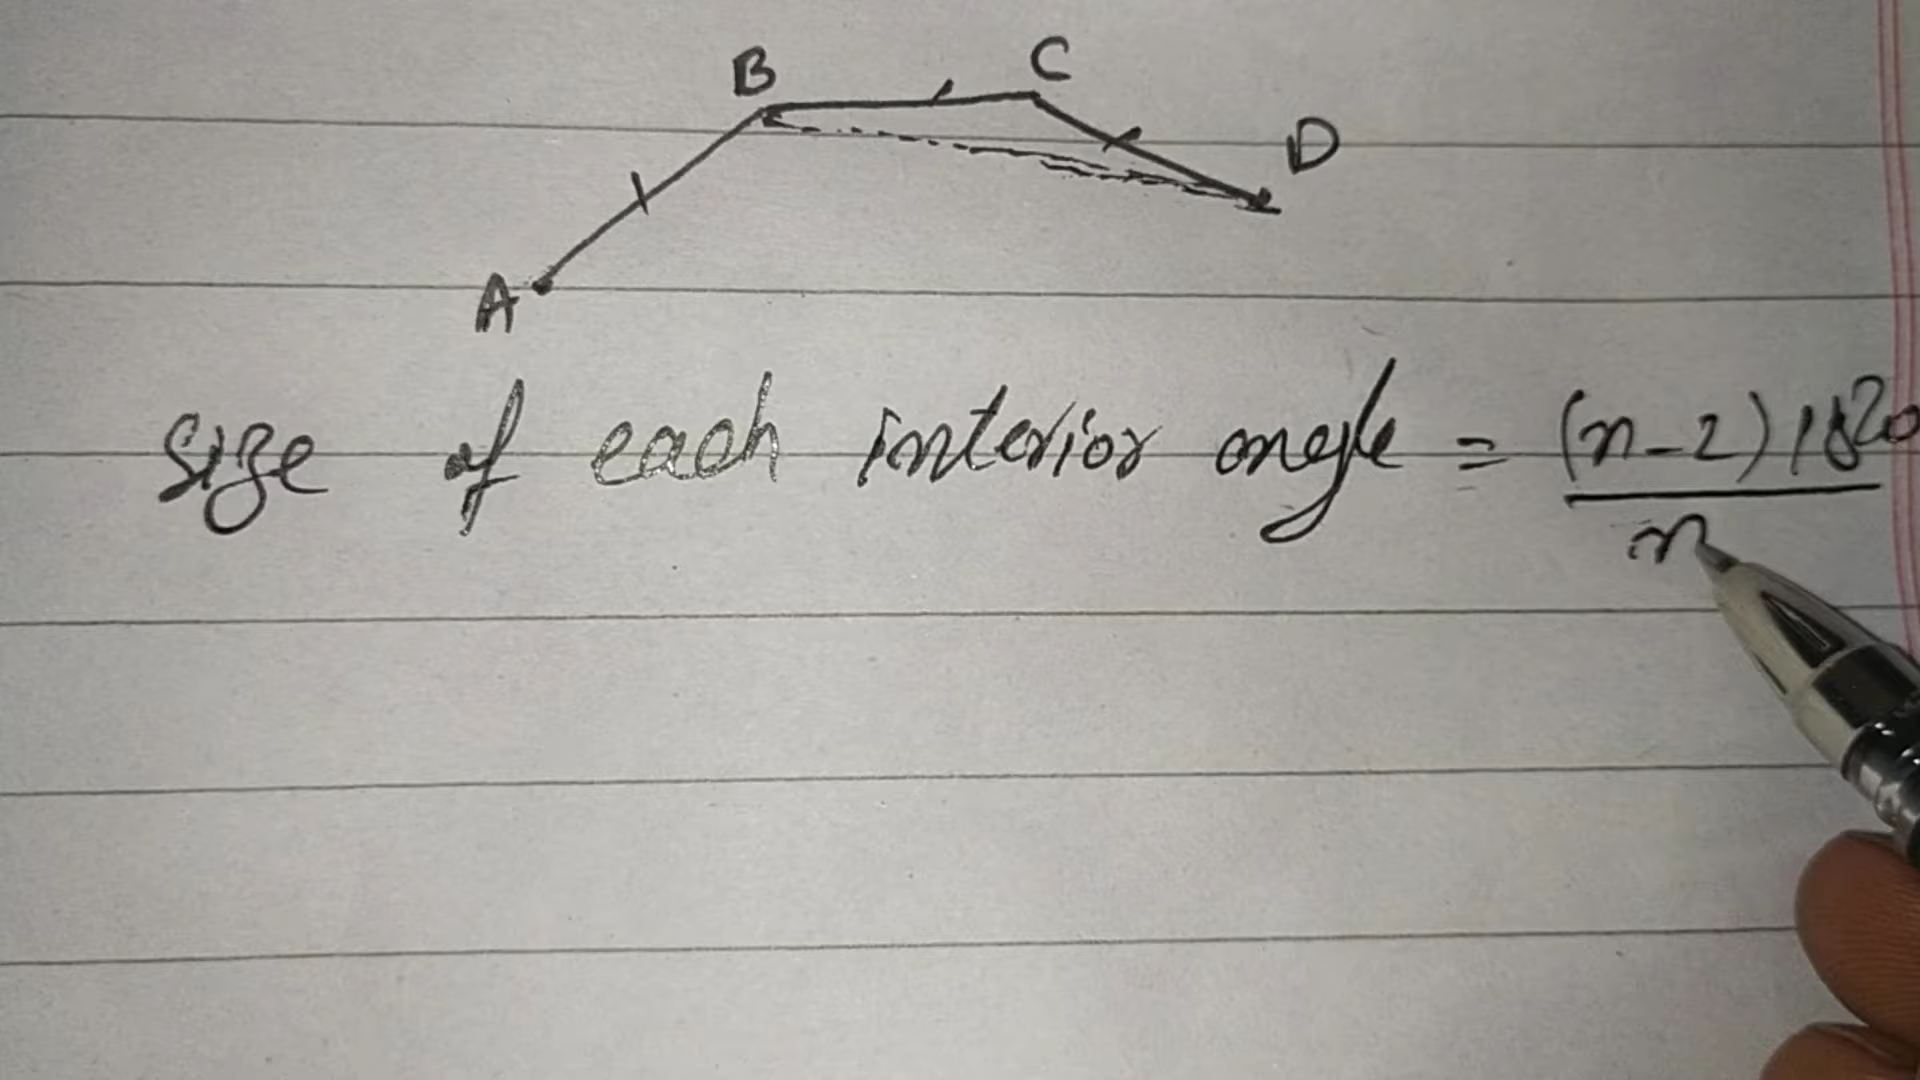 B
C
D
A
Size of each interior angle = (n-2)180
n